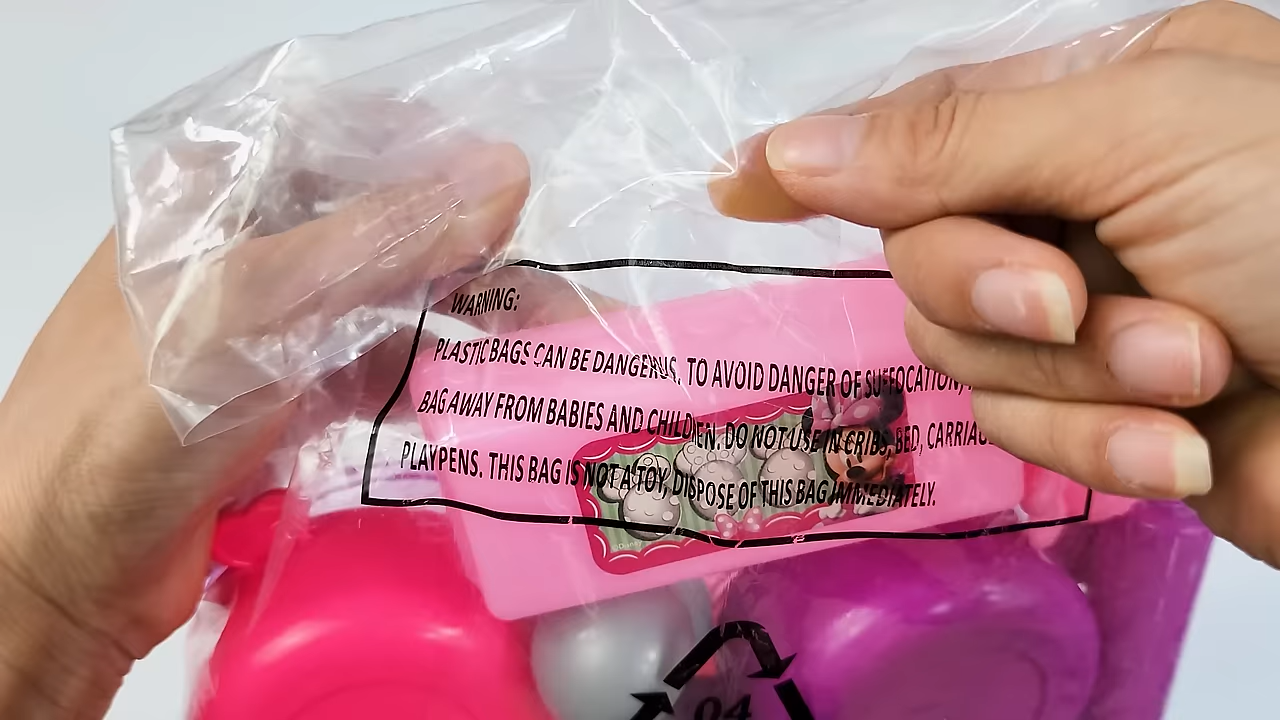 WARNING:
PLASTIC BAGS CAN BE DANGERUS. TO AVOID DANGER OF SUFFOCATION,
BAG AWAY FROM BABIES AND CHILDREN. DO NOT USE IN CRIBS, BED, CARRIAG
PLAYPENS. THIS BAG IS NOT A TOY, DISPOSE OF THIS BAG IMMEDIATELY.
04